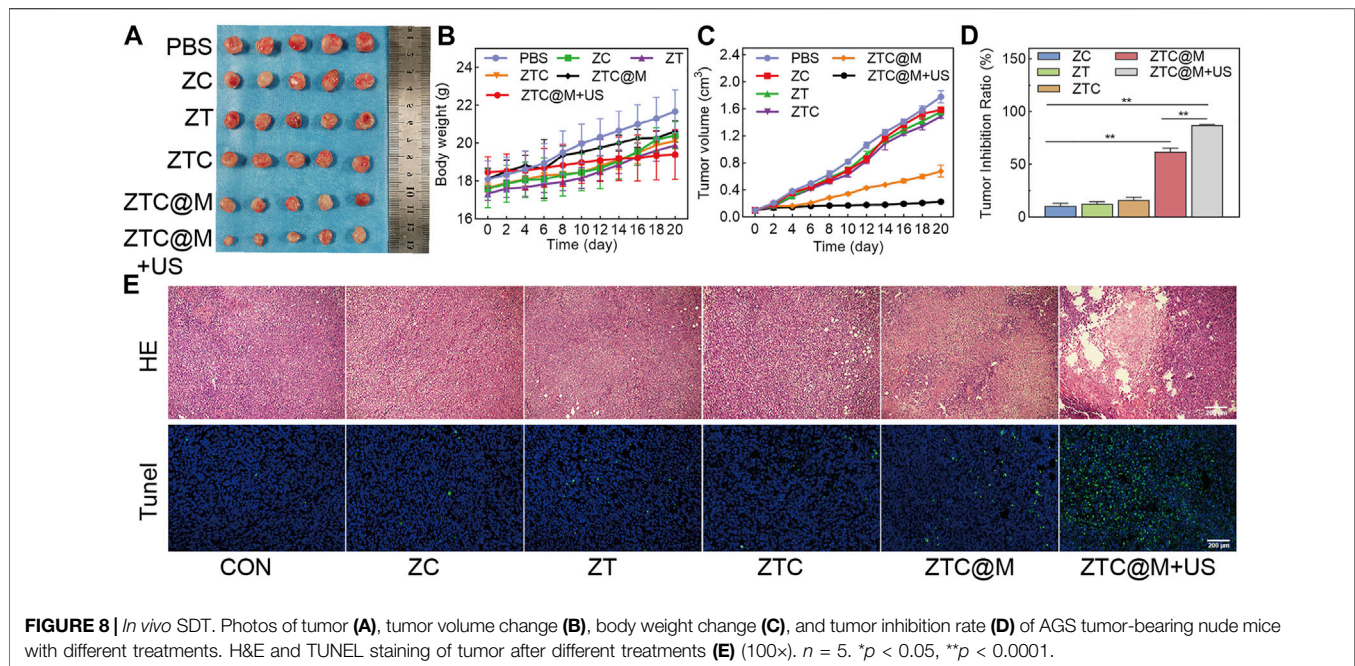 A
PBS
ZC
ZT
ZTC
ZTC@M
ZTC@M
+US
B
PBS ZC ZT
ZTC ZTC@M
ZTC@M+US
Body weight (g)
24
22
20
18
16
0 2 4 6 8 10 12 14 16 18 20
Time (day)
C
PBS ZTC@M
ZC ZTC@M+US
ZT
ZTC
Tumor volume (cm³)
2.4
2.0
1.6
1.2
0.8
0.4
0.0
0 2 4 6 8 10 12 14 16 18 20
Time (day)
D
ZC ZTC@M
ZT ZTC@M+US
ZTC
Tumor Inhibition Ratio (%)
150
100
50
0
**
**
**
E
HE
200 μm
Tunel
200 μm
CON ZC ZT ZTC ZTC@M ZTC@M+US
FIGURE 8 | In vivo SDT. Photos of tumor (A), tumor volume change (B), body weight change (C), and tumor inhibition rate (D) of AGS tumor-bearing nude mice
with different treatments. H&E and TUNEL staining of tumor after different treatments (E) (100×). n = 5. *p < 0.05, **p < 0.0001.